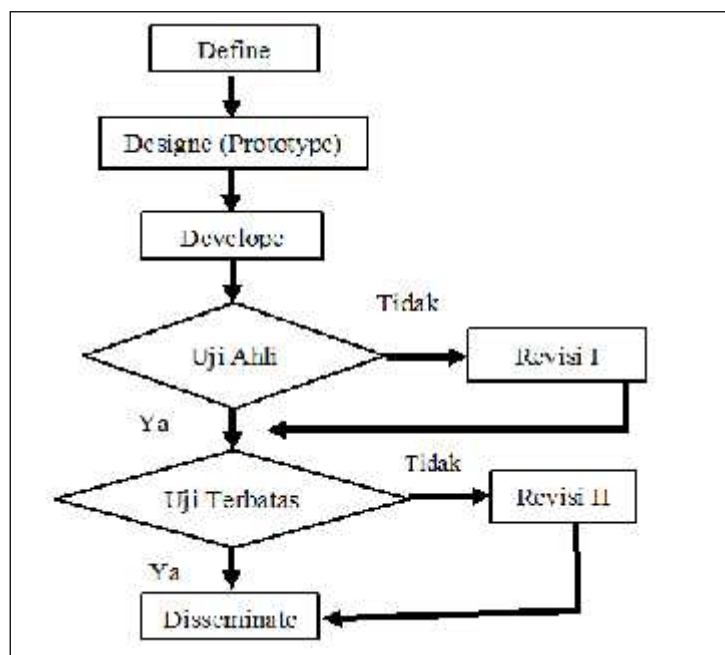 Define
Designe (Prototype)
Develope
Tidak
Uji Ahli
Revisi I
Ya
Tidak
Uji Terbatas
Revisi II
Ya
Disseminate